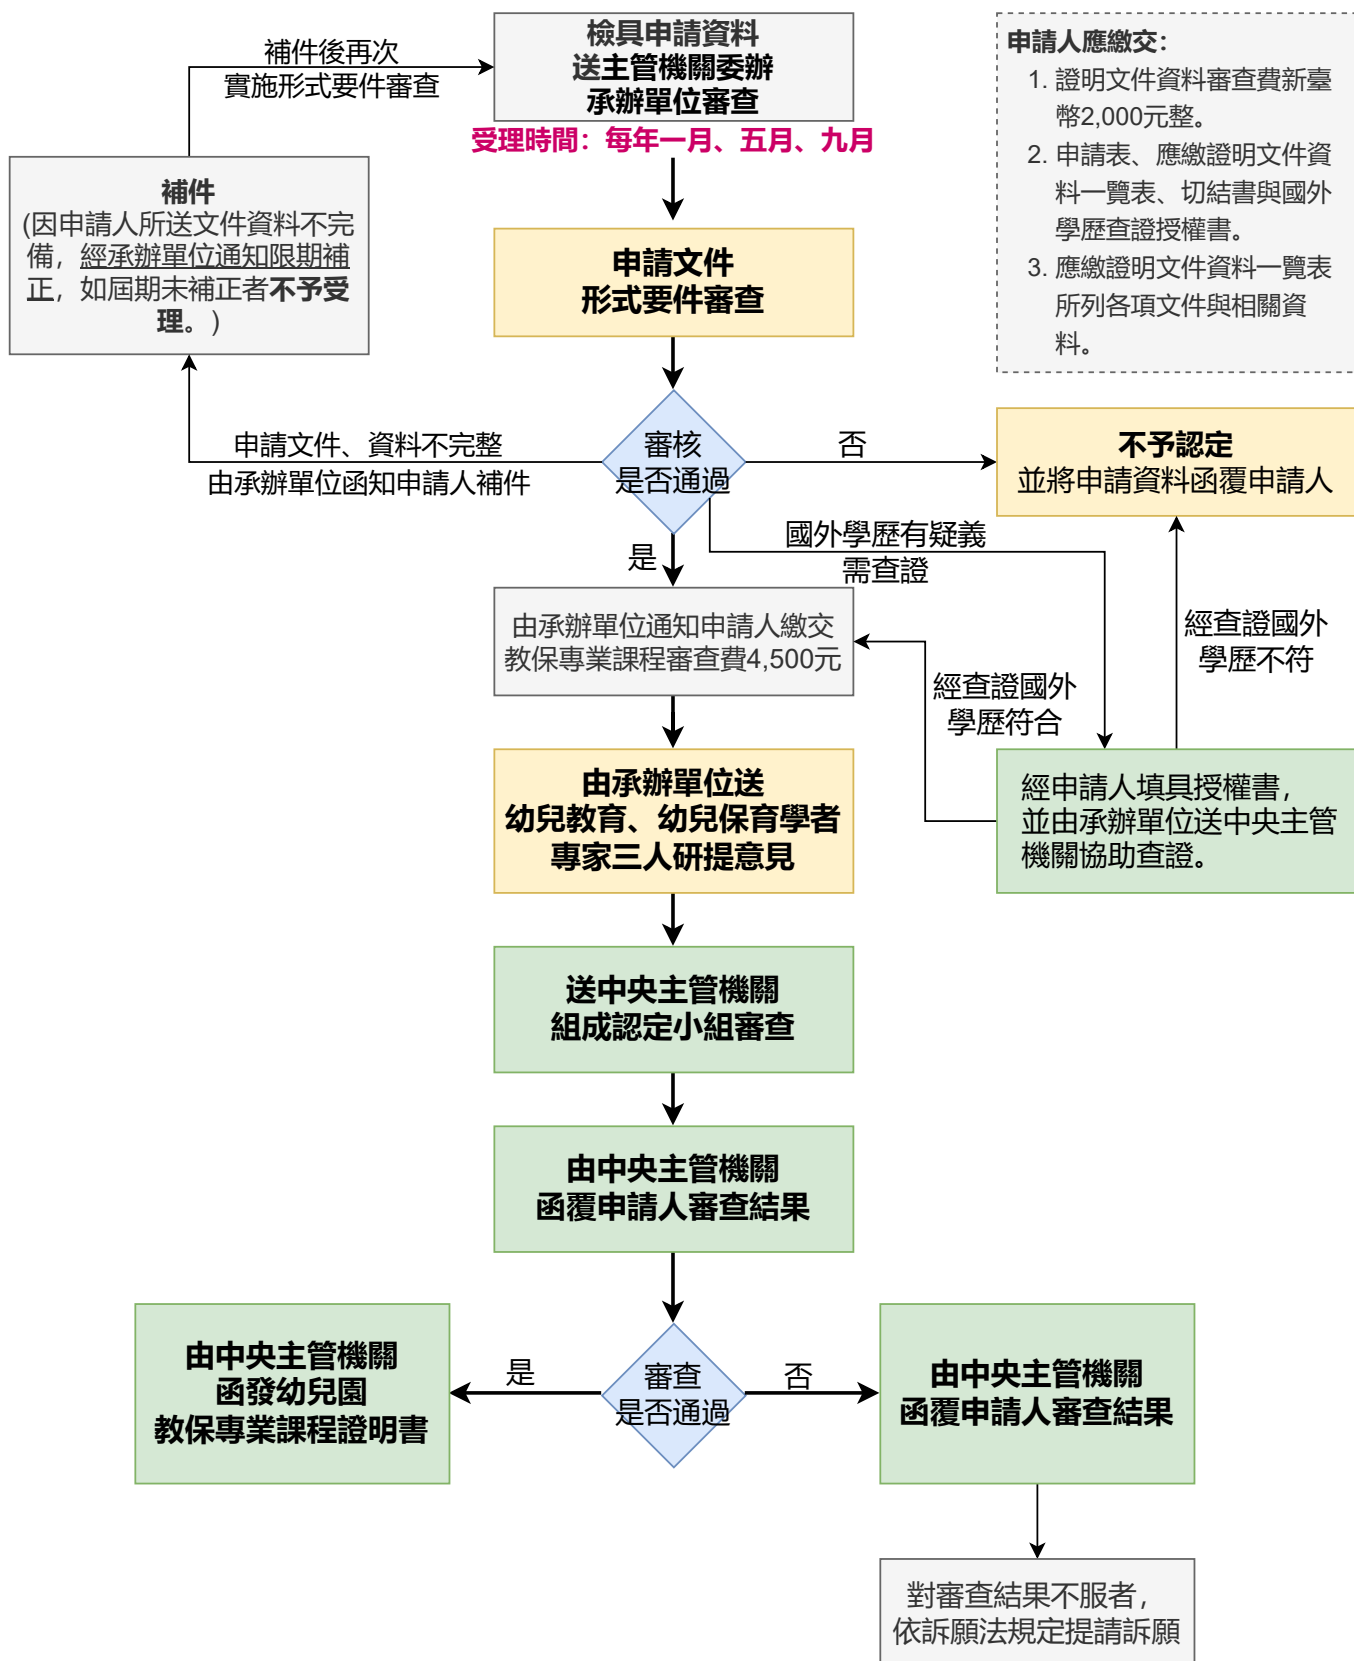 檢具申請資料
送主管機關委辦
承辦單位審查
受理時間：每年一月、五月、九月
申請人應繳交：
1. 證明文件資料審查費新臺
幣2,000元整。
2. 申請表、應繳證明文件資
料一覽表、切結書與國外
學歷查證授權書。
3. 應繳證明文件資料一覽表
所列各項文件與相關資
料。
補件後再次
實施形式要件審查
補件
(因申請人所送文件資料不完
備，經承辦單位通知限期補
正，如屆期未補正者不予受
理。)
申請文件
形式要件審查
申請文件、資料不完整
由承辦單位函知申請人補件
審核
是否通過
否
不予認定
並將申請資料函覆申請人
是
國外學歷有疑義
需查證
由承辦單位通知申請人繳交
教保專業課程審查費4,500元
經查證國外
學歷符合
經查證國外
學歷不符
經申請人填具授權書，
並由承辦單位送中央主管
機關協助查證。
由承辦單位送
幼兒教育、幼兒保育學者
專家三人研提意見
送中央主管機關
組成認定小組審查
由中央主管機關
函覆申請人審查結果
審查
是否通過
是
由中央主管機關
函發幼兒園
教保專業課程證明書
否
由中央主管機關
函覆申請人審查結果
對審查結果不服者，
依訴願法規定提請訴願